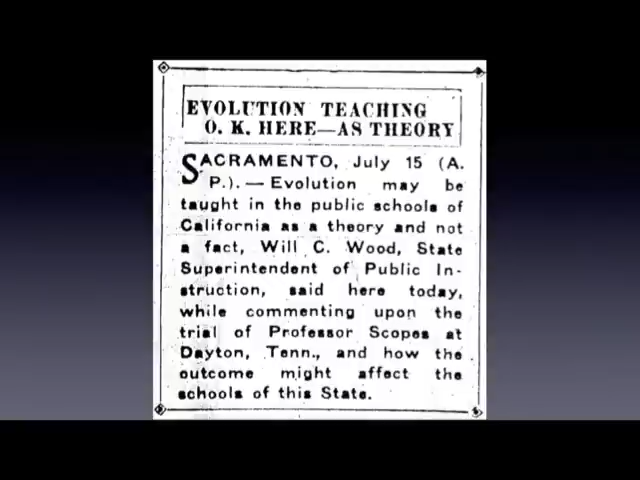 EVOLUTION TEACHING
O. K. HERE—AS THEORY
SACRAMENTO, July 15 (A.
P.).—Evolution may be
taught in the public schools of
California as a theory and not
a fact, Will C. Wood, State
Superintendent of Public In-
struction, said here today,
while commenting upon the
trial of Professor Scopes at
Dayton, Tenn., and how the
outcome might affect the
schools of this State.